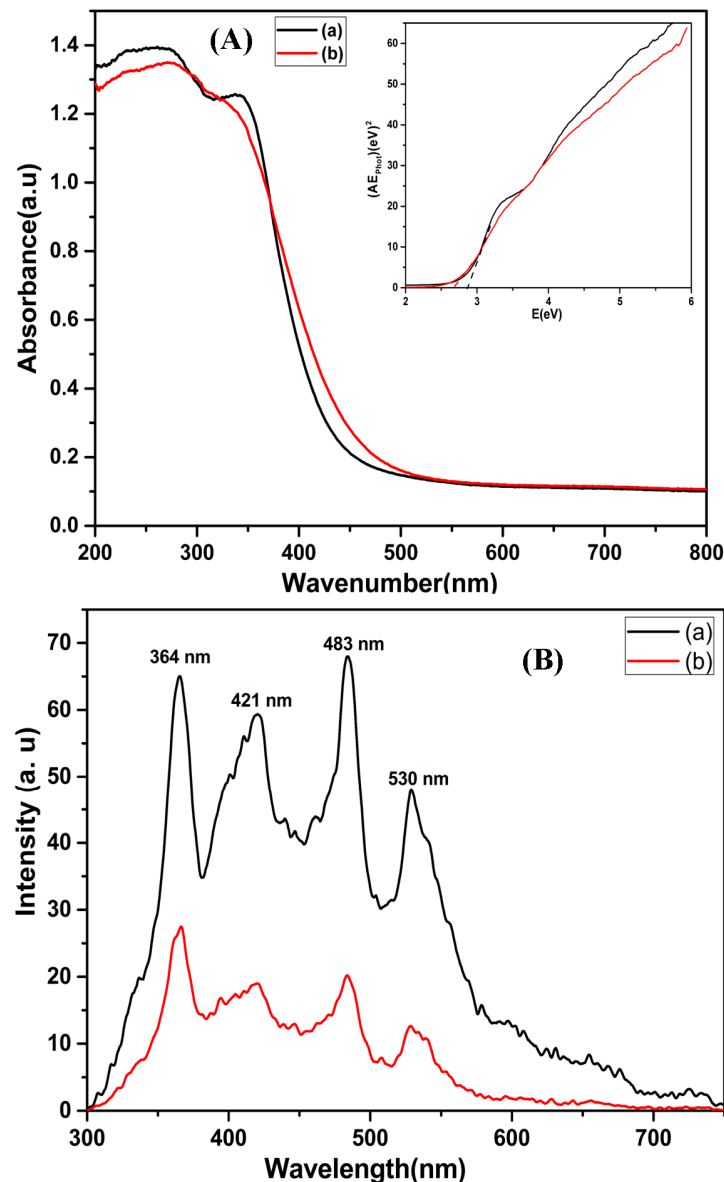 (A)
(a)
(b)
Absorbance(a.u)
1.4
1.2
1.0
0.8
0.6
0.4
0.2
0.0
200 300 400 500 600 700 800
Wavenumber(nm)
(AE_Phot)(eV)^2
60
50
40
30
20
10
0
2 3 4 5 6
E(eV)
(B)
(a)
(b)
364 nm
421 nm
483 nm
530 nm
Intensity (a. u)
70
60
50
40
30
20
10
0
300 400 500 600 700
Wavelength(nm)